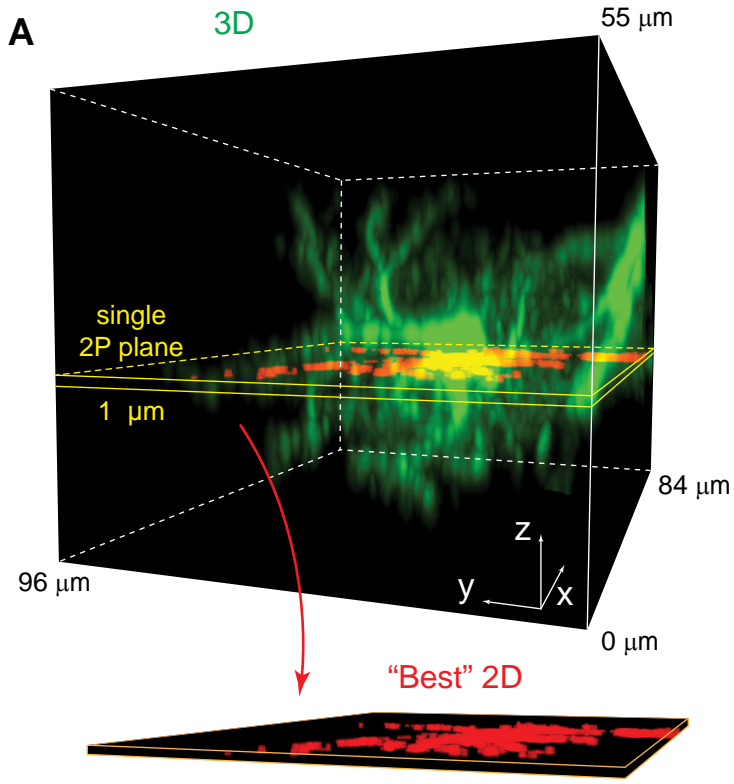 A
3D
55 μm
single
2P plane
1 μm
84 μm
z
y
x
96 μm
0 μm
“Best” 2D